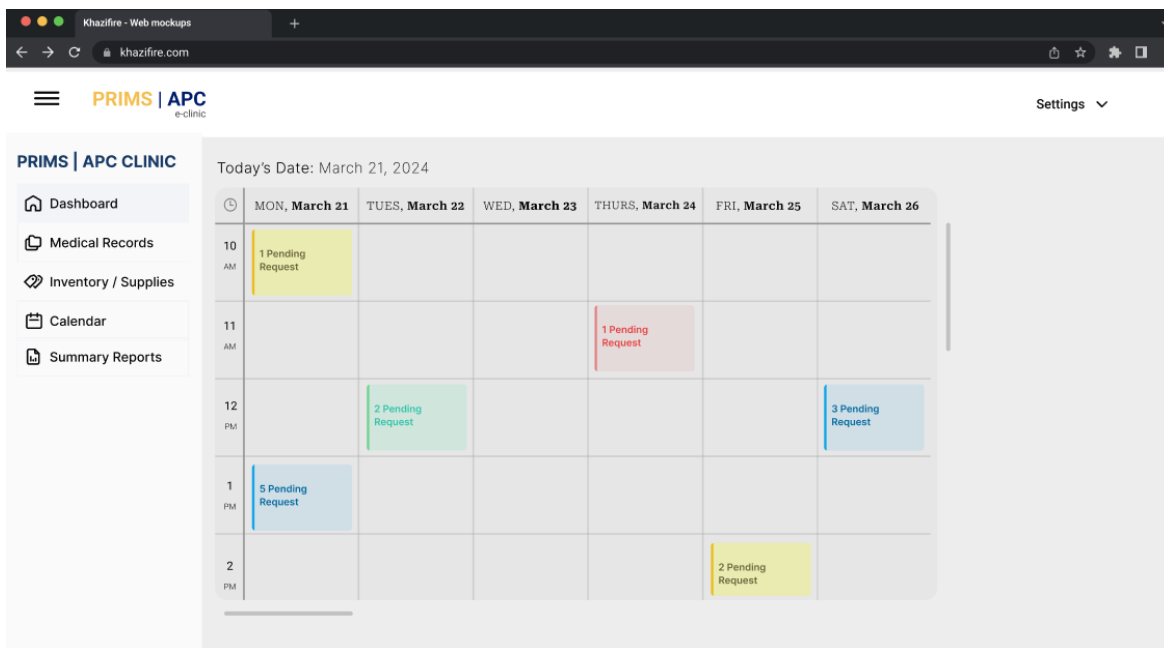 Khazifire - Web mockups
khazifire.com
PRIMS | APC
e-clinic
Settings
PRIMS | APC CLINIC
Dashboard
Medical Records
Inventory / Supplies
Calendar
Summary Reports
Today's Date: March 21, 2024
MON, March 21 TUES, March 22 WED, March 23 THURS, March 24 FRI, March 25 SAT, March 26
10
AM
1 Pending
Request
11
AM
1 Pending
Request
12
PM
2 Pending
Request
3 Pending
Request
1
PM
5 Pending
Request
2
PM
2 Pending
Request